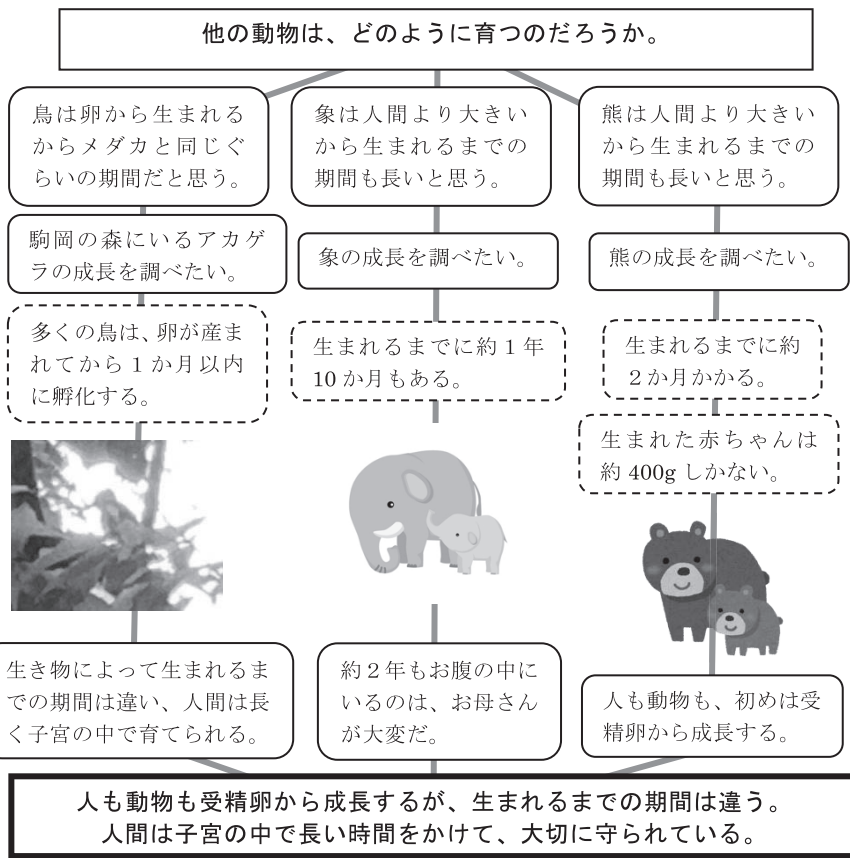 他の動物は、どのように育つのだろうか。
鳥は卵から生まれる
からメダカと同じぐ
らいの期間だと思う。
駒岡の森にいるアカゲ
ラの成長を調べたい。
多くの鳥は、卵が産ま
れてから1か月以内
に孵化する。
生き物によって生まれるま
での期間は違い、人間は長
く子宮の中で育てられる。
象は人間より大きい
から生まれるまでの
期間も長いと思う。
象の成長を調べたい。
生まれるまでに約1年
10か月もある。
約2年もお腹の中に
いるのは、お母さん
が大変だ。
熊は人間より大きい
から生まれるまでの
期間も長いと思う。
熊の成長を調べたい。
生まれるまでに約
2か月かかる。
生まれた赤ちゃんは
約400gしかない。
人も動物も、初めは受
精卵から成長する。
人も動物も受精卵から成長するが、生まれるまでの期間は違う。
人間は子宮の中で長い時間をかけて、大切に守られている。